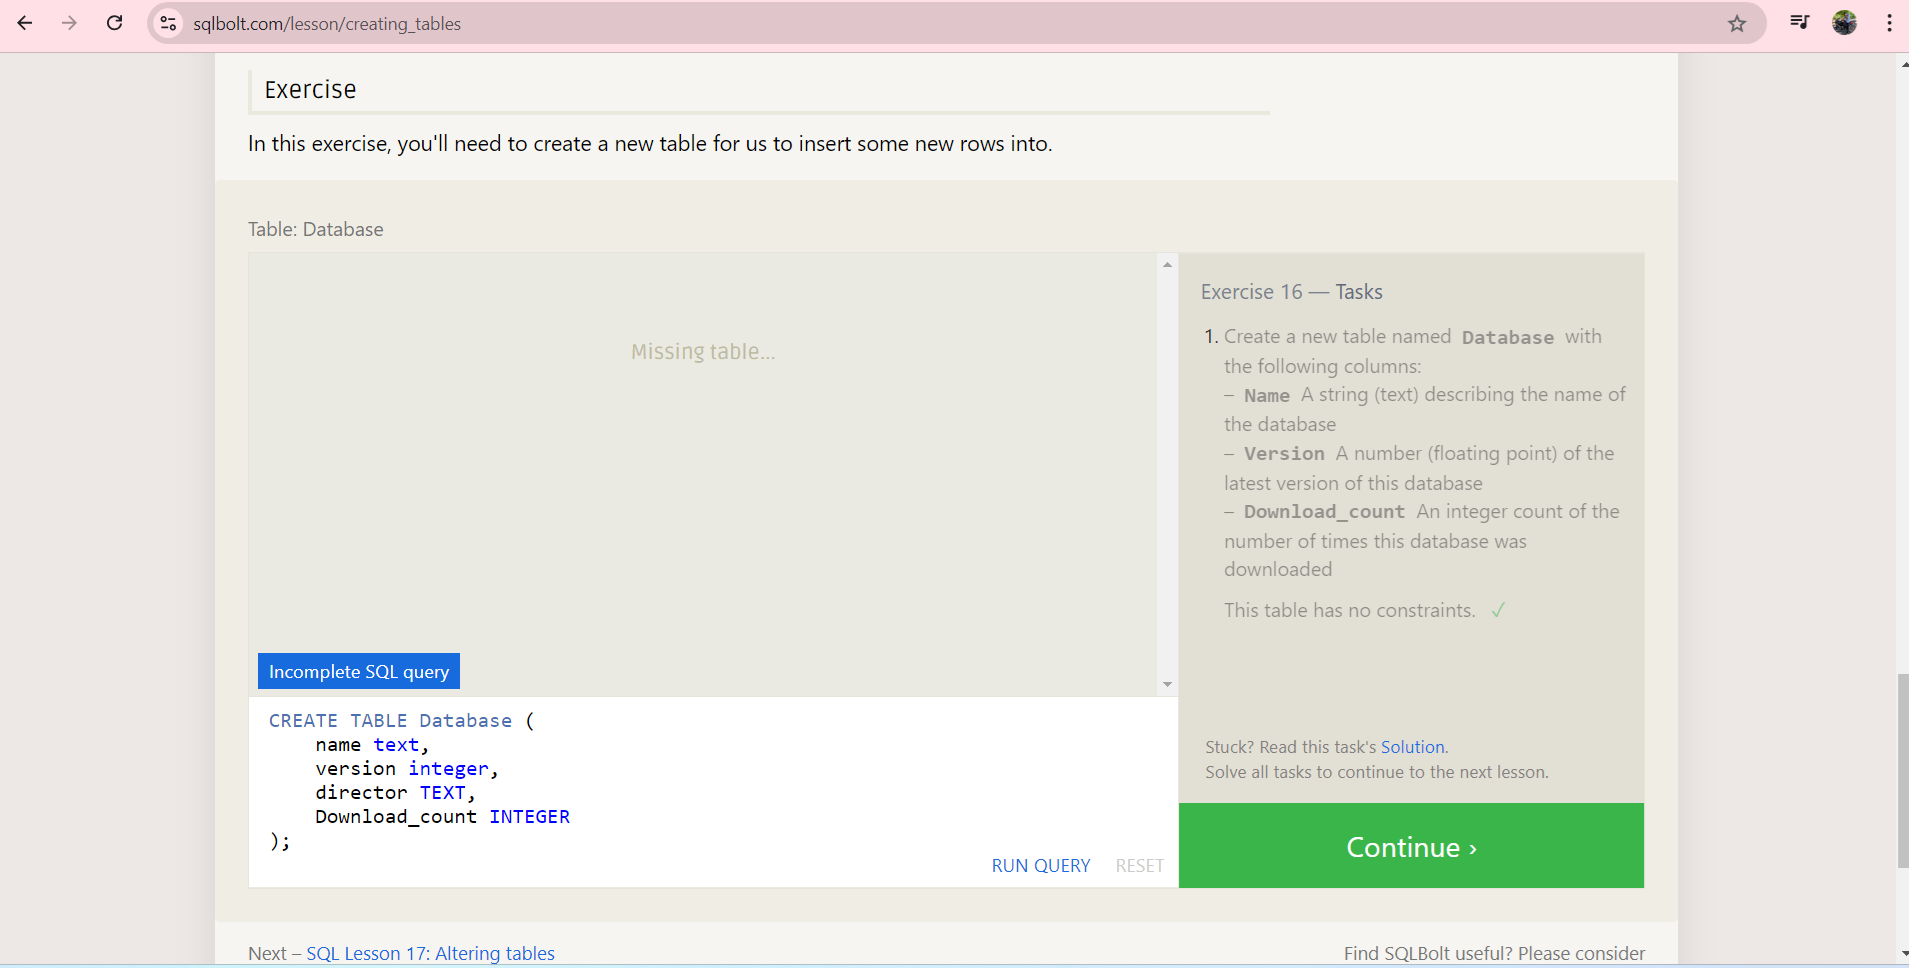 sqlbolt.com/lesson/creating_tables
Exercise
In this exercise, you'll need to create a new table for us to insert some new rows into.
Table: Database
Missing table…
Incomplete SQL query
CREATE TABLE Database (
    name text,
    version integer,
    director TEXT,
    Download_count INTEGER
);
RUN QUERY RESET
Exercise 16 — Tasks
1. Create a new table named Database with
the following columns:
– Name A string (text) describing the name of
the database
– Version A number (floating point) of the
latest version of this database
– Download_count An integer count of the
number of times this database was
downloaded
This table has no constraints. ✓
Stuck? Read this task's Solution.
Solve all tasks to continue to the next lesson.
Continue ›
Next – SQL Lesson 17: Altering tables
Find SQLBolt useful? Please consider